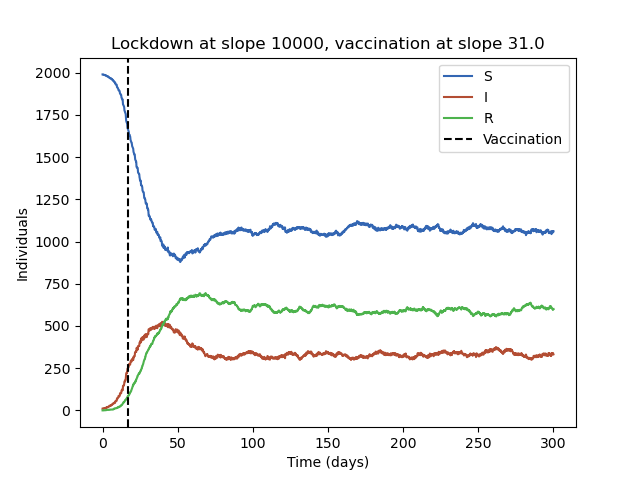 Lockdown at slope 10000, vaccination at slope 31.0
2000
1750
1500
1250
1000
750
500
250
0
Individuals
S
I
R
Vaccination
0 50 100 150 200 250 300
Time (days)